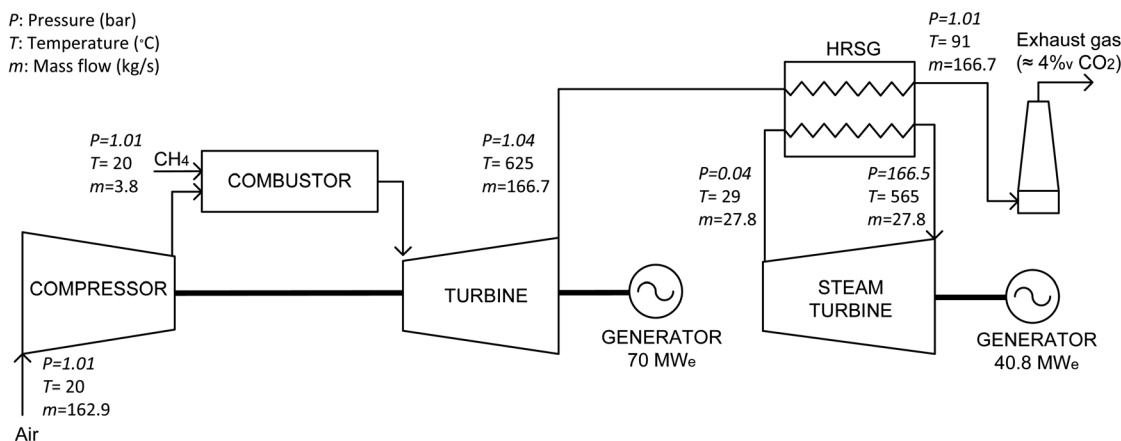 P: Pressure (bar)
T: Temperature (°C)
m: Mass flow (kg/s)
P=1.01
T= 20
m=3.8
CH4
COMBUSTOR
COMPRESSOR
P=1.01
T= 20
m=162.9
Air
P=1.04
T= 625
m=166.7
TURBINE
GENERATOR
70 MWe
HRSG
P=1.01
T= 91
m=166.7
Exhaust gas
(≈ 4%v CO2)
P=0.04
T= 29
m=27.8
P=166.5
T= 565
m=27.8
STEAM
TURBINE
GENERATOR
40.8 MWe